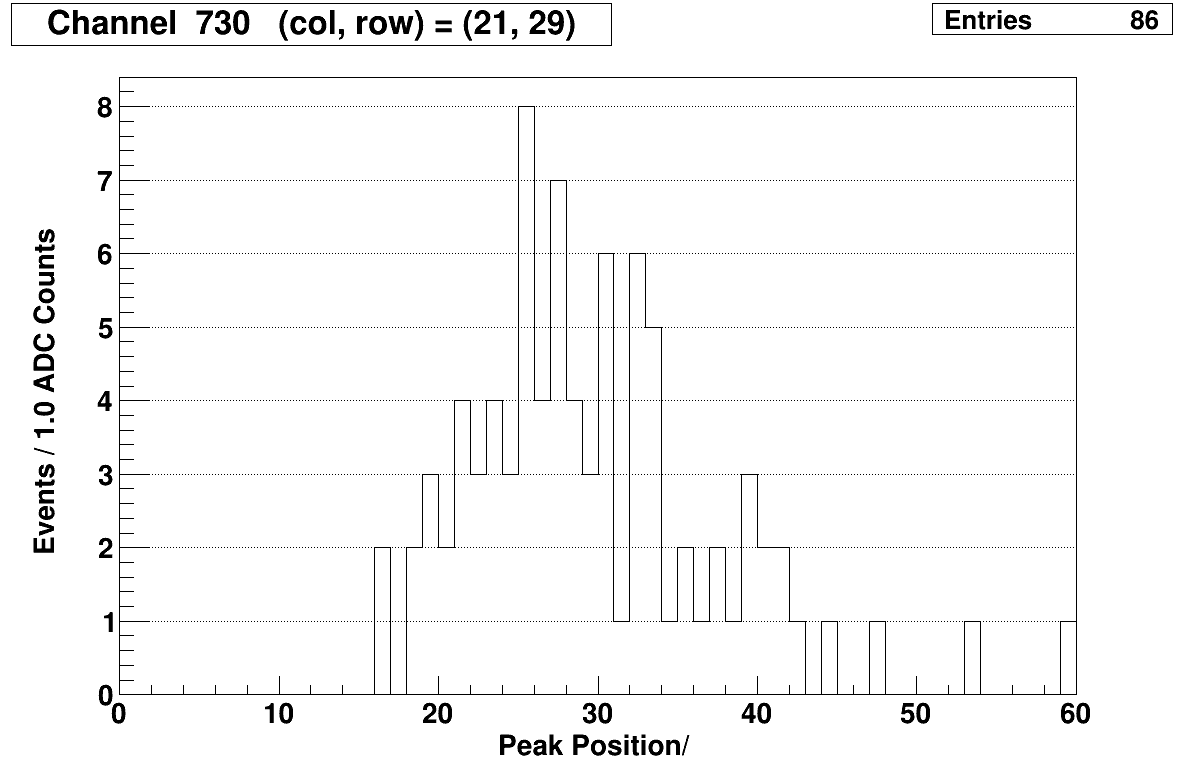 Channel 730 (col, row) = (21, 29)
Entries 86
8
7
6
5
4
3
2
1
0
Events / 1.0 ADC Counts
0 10 20 30 40 50 60
Peak Position/